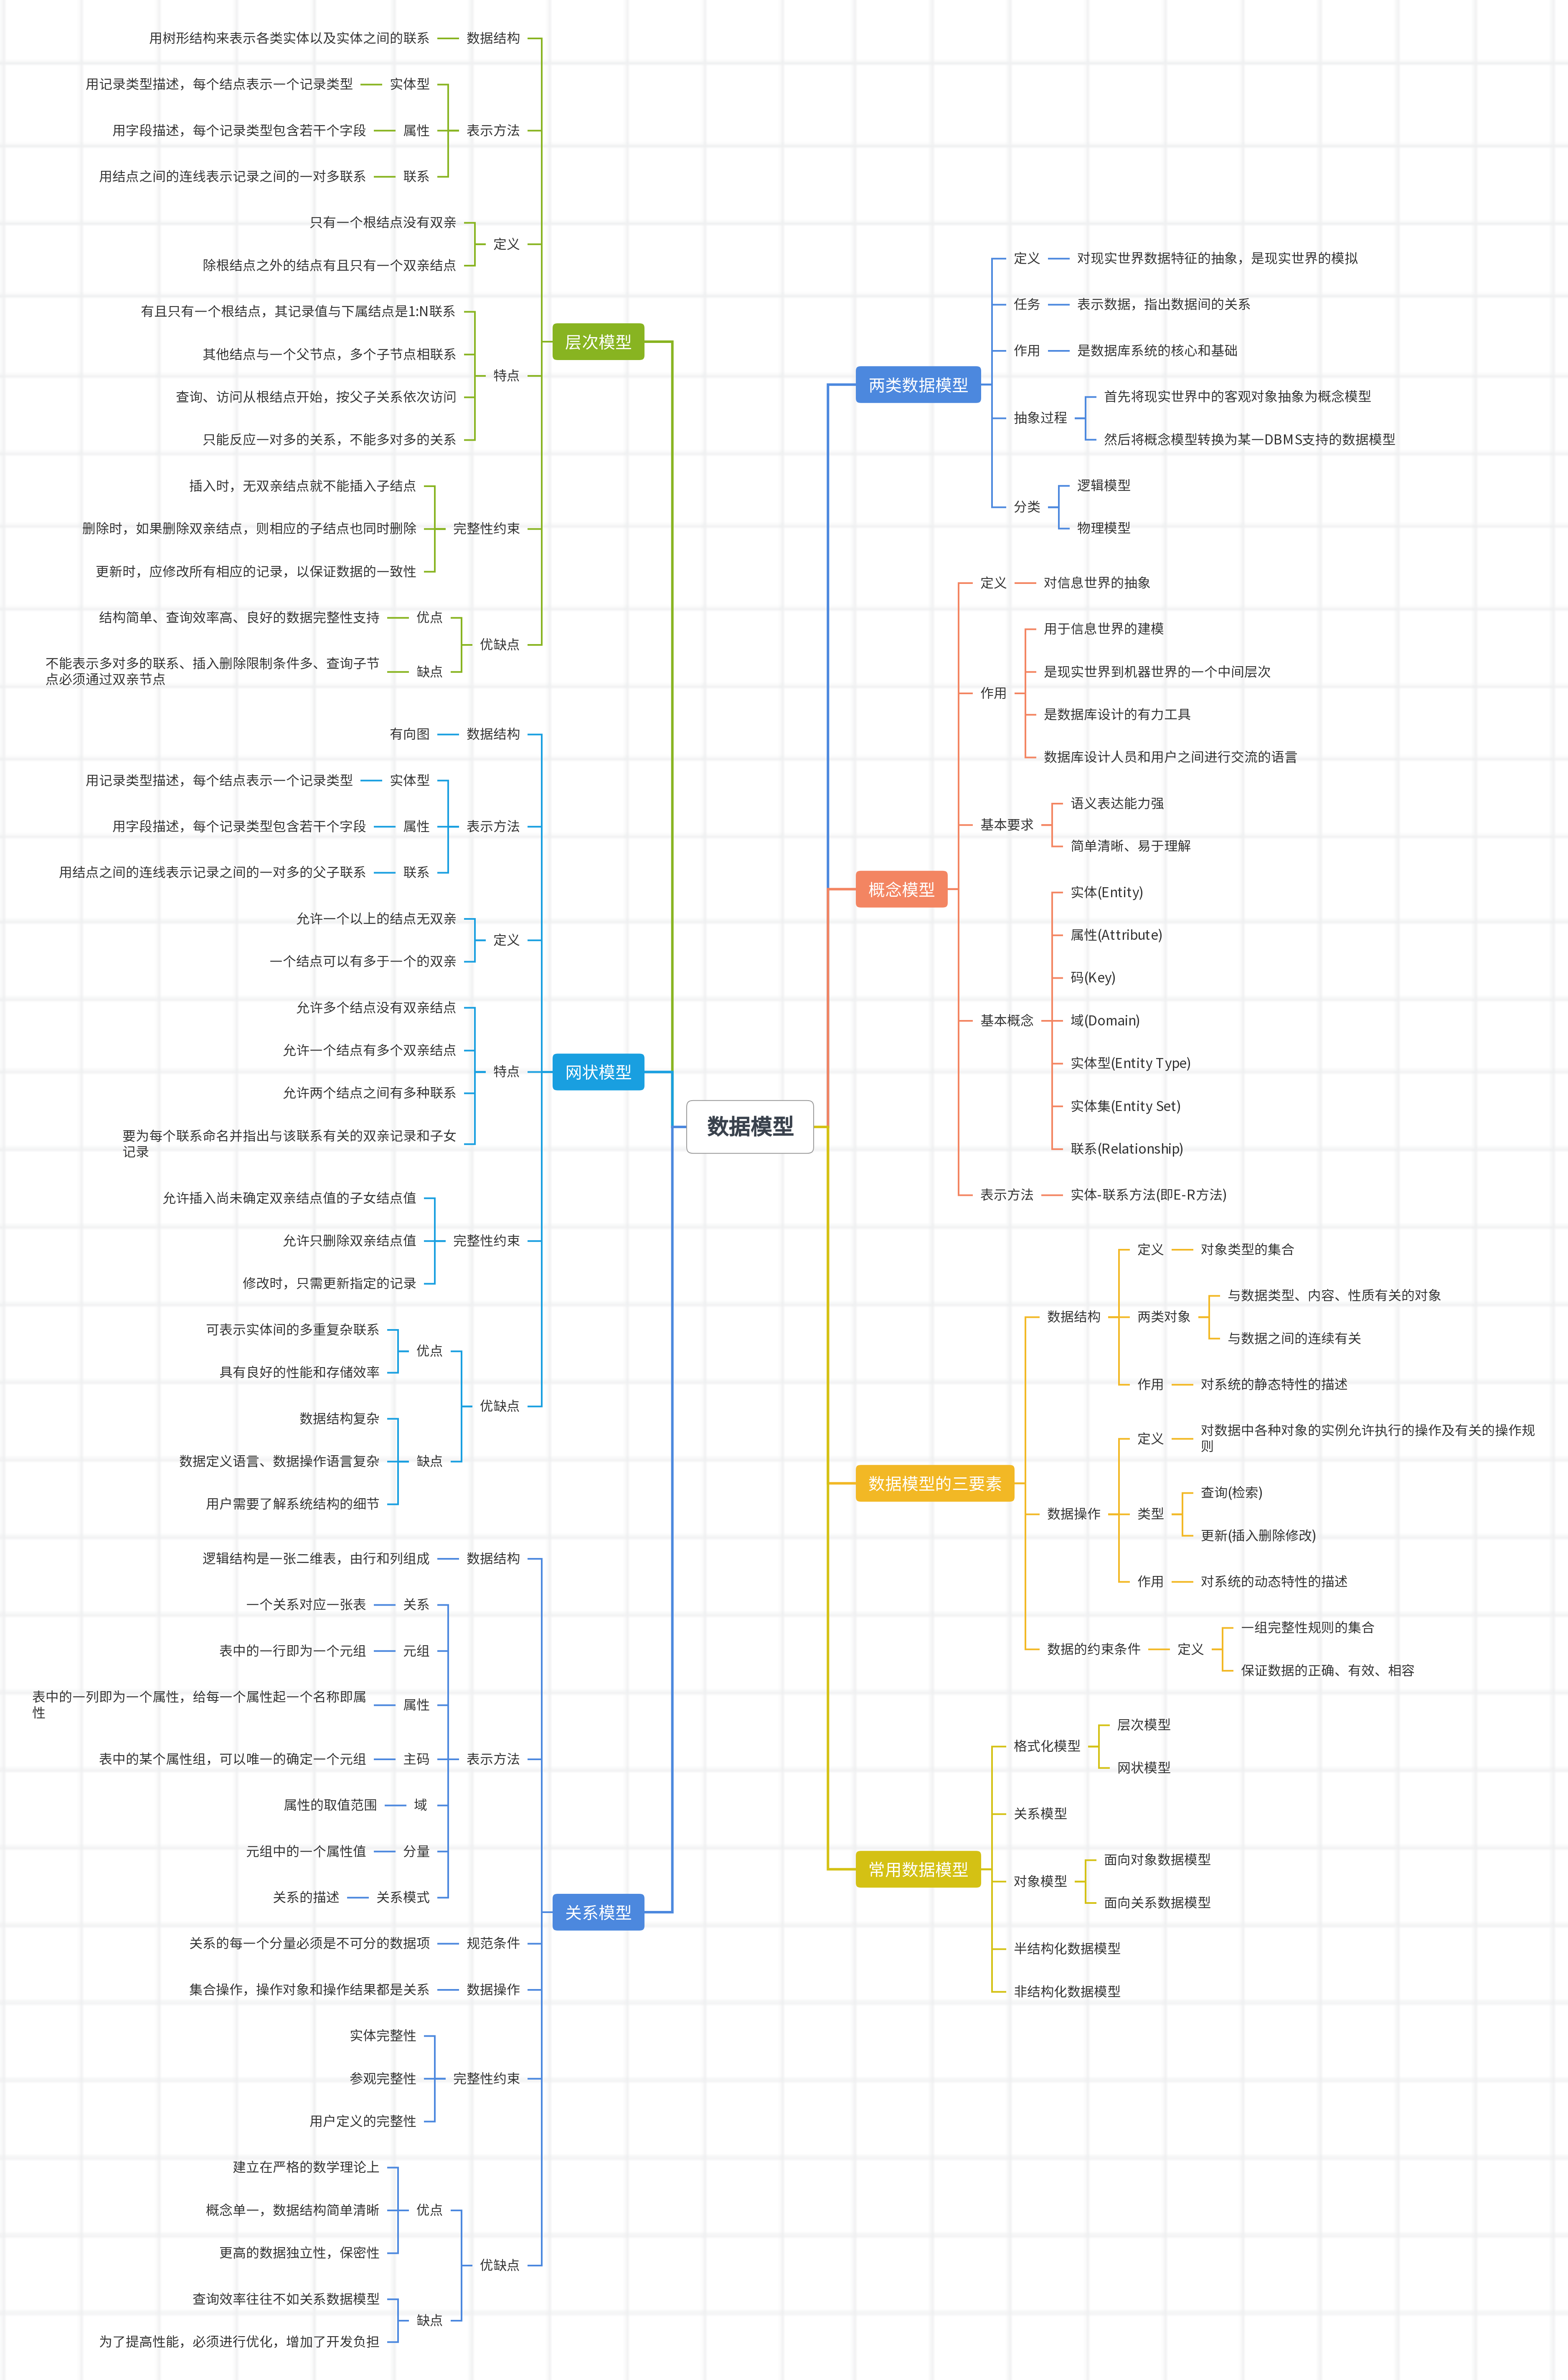 数据模型
两类数据模型
定义
对现实世界数据特征的抽象，是现实世界的模拟
任务
表示数据，指出数据间的关系
作用
是数据库系统的核心和基础
抽象过程
首先将现实世界中的客观对象抽象为概念模型
然后将概念模型转换为某一DBMS支持的数据模型
分类
逻辑模型
物理模型
概念模型
定义
对信息世界的抽象
作用
用于信息世界的建模
是现实世界到机器世界的一个中间层次
是数据库设计的有力工具
数据库设计人员和用户之间进行交流的语言
基本要求
语义表达能力强
简单清晰、易于理解
基本概念
实体(Entity)
属性(Attribute)
码(Key)
域(Domain)
实体型(Entity Type)
实体集(Entity Set)
联系(Relationship)
表示方法
实体-联系方法(即E-R方法)
数据模型的三要素
数据结构
定义
对象类型的集合
两类对象
与数据类型、内容、性质有关的对象
与数据之间的连续有关
作用
对系统的静态特性的描述
数据操作
定义
对数据中各种对象的实例允许执行的操作及有关的操作规
则
类型
查询(检索)
更新(插入删除修改)
作用
对系统的动态特性的描述
数据的约束条件
定义
一组完整性规则的集合
保证数据的正确、有效、相容
常用数据模型
格式化模型
层次模型
网状模型
关系模型
对象模型
面向对象数据模型
面向关系数据模型
半结构化数据模型
非结构化数据模型
层次模型
数据结构
用树形结构来表示各类实体以及实体之间的联系
表示方法
实体型
用记录类型描述，每个结点表示一个记录类型
属性
用字段描述，每个记录类型包含若干个字段
联系
用结点之间的连线表示记录之间的一对多联系
定义
只有一个根结点没有双亲
除根结点之外的结点有且只有一个双亲结点
特点
有且只有一个根结点，其记录值与下属结点是1:N联系
其他结点与一个父节点，多个子节点相联系
查询、访问从根结点开始，按父子关系依次访问
只能反应一对多的关系，不能多对多的关系
完整性约束
插入时，无双亲结点就不能插入子结点
删除时，如果删除双亲结点，则相应的子结点也同时删除
更新时，应修改所有相应的记录，以保证数据的一致性
优缺点
优点
结构简单、查询效率高、良好的数据完整性支持
缺点
不能表示多对多的联系、插入删除限制条件多、查询子节
点必须通过双亲节点
网状模型
数据结构
有向图
表示方法
实体型
用记录类型描述，每个结点表示一个记录类型
属性
用字段描述，每个记录类型包含若干个字段
联系
用结点之间的连线表示记录之间的一对多的父子联系
定义
允许一个以上的结点无双亲
一个结点可以有多于一个的双亲
特点
允许多个结点没有双亲结点
允许一个结点有多个双亲结点
允许两个结点之间有多种联系
要为每个联系命名并指出与该联系有关的双亲记录和子女
记录
完整性约束
允许插入尚未确定双亲结点值的子女结点值
允许只删除双亲结点值
修改时，只需更新指定的记录
优缺点
优点
可表示实体间的多重复杂联系
具有良好的性能和存储效率
缺点
数据结构复杂
数据定义语言、数据操作语言复杂
用户需要了解系统结构的细节
关系模型
数据结构
逻辑结构是一张二维表，由行和列组成
表示方法
关系
一个关系对应一张表
元组
表中的一行即为一个元组
属性
表中的一列即为一个属性，给每一个属性起一个名称即属
性
主码
表中的某个属性组，可以唯一的确定一个元组
域
属性的取值范围
分量
元组中的一个属性值
关系模式
关系的描述
规范条件
关系的每一个分量必须是不可分的数据项
数据操作
集合操作，操作对象和操作结果都是关系
完整性约束
实体完整性
参观完整性
用户定义的完整性
优缺点
优点
建立在严格的数学理论上
概念单一，数据结构简单清晰
更高的数据独立性，保密性
缺点
查询效率往往不如关系数据模型
为了提高性能，必须进行优化，增加了开发负担